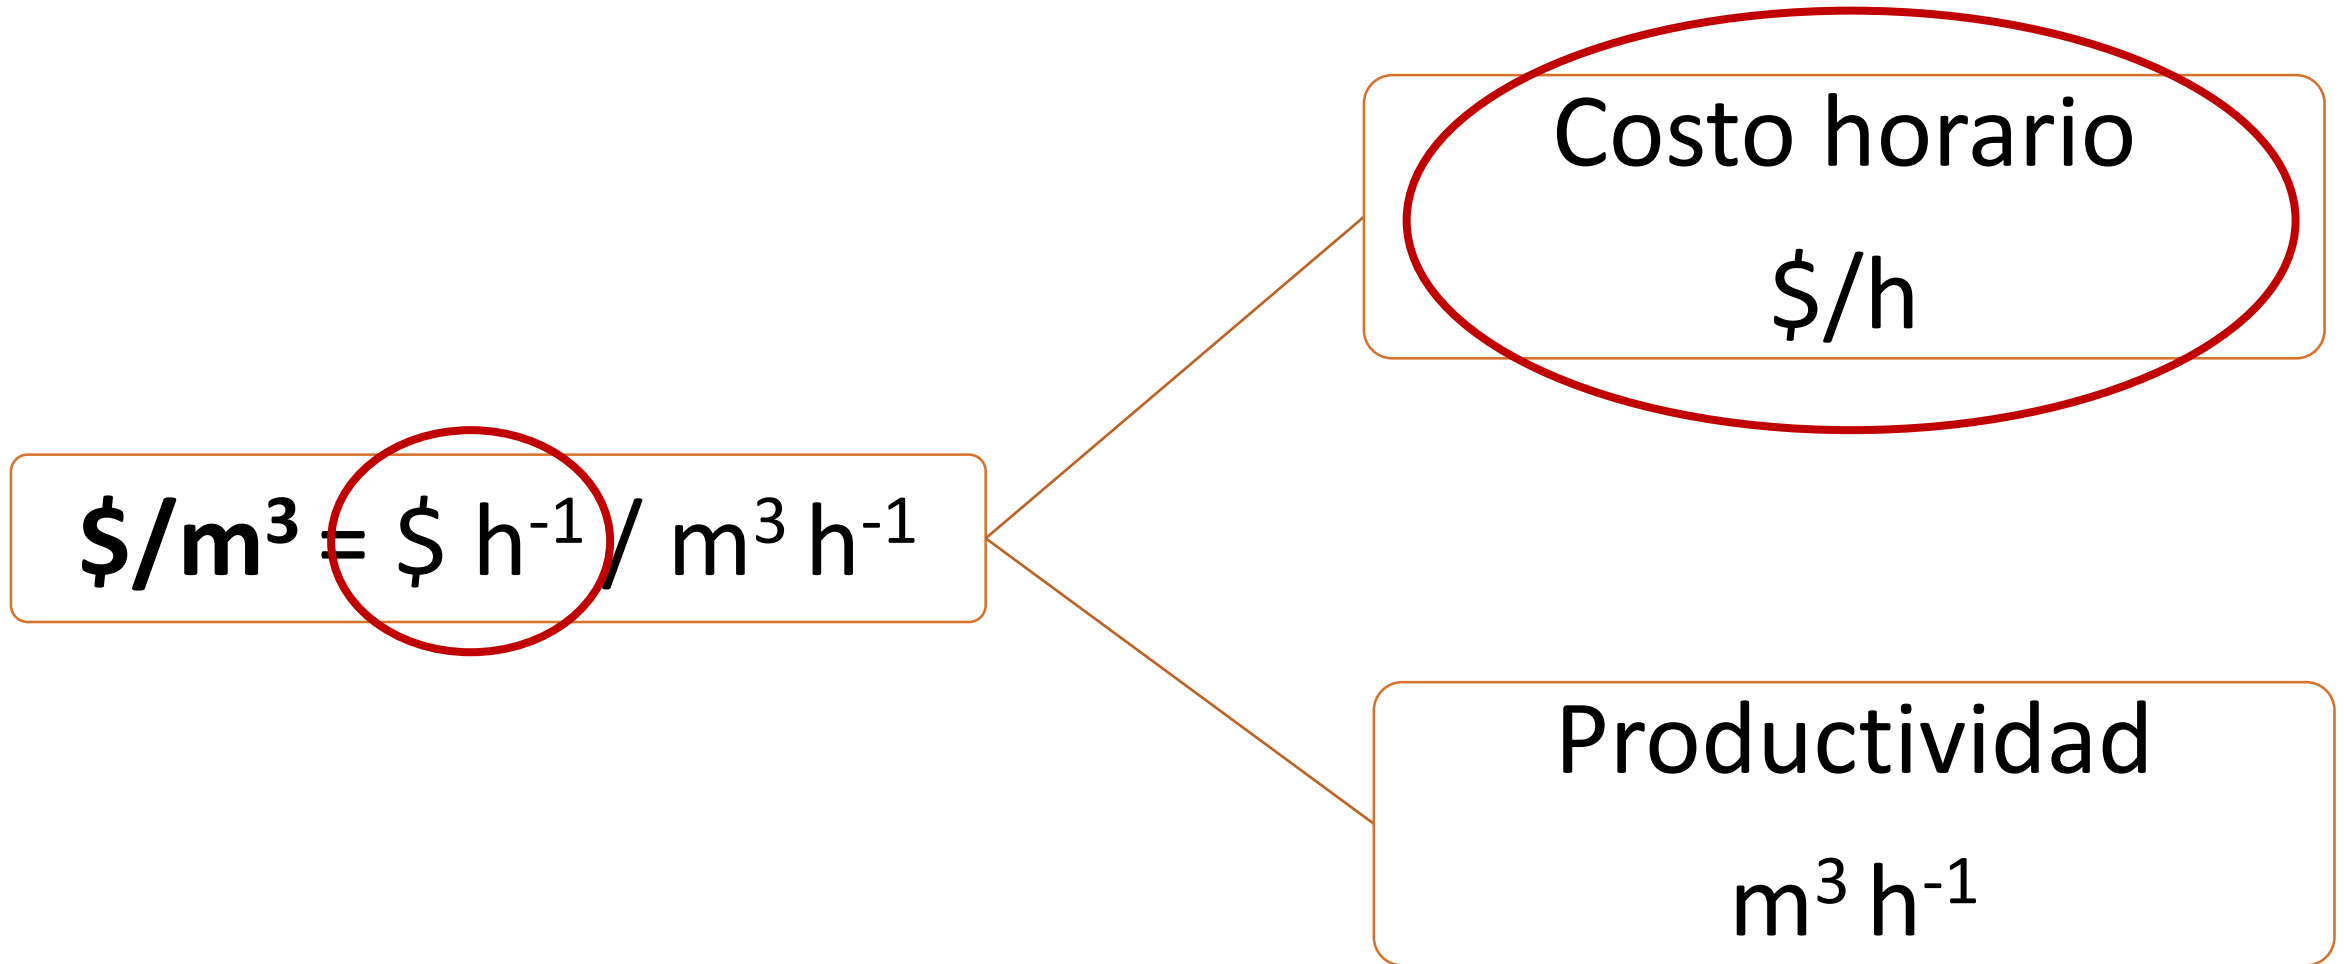 Costo horario
$/h
$/m³ = $ h⁻¹ / m³ h⁻¹
Productividad
m³ h⁻¹